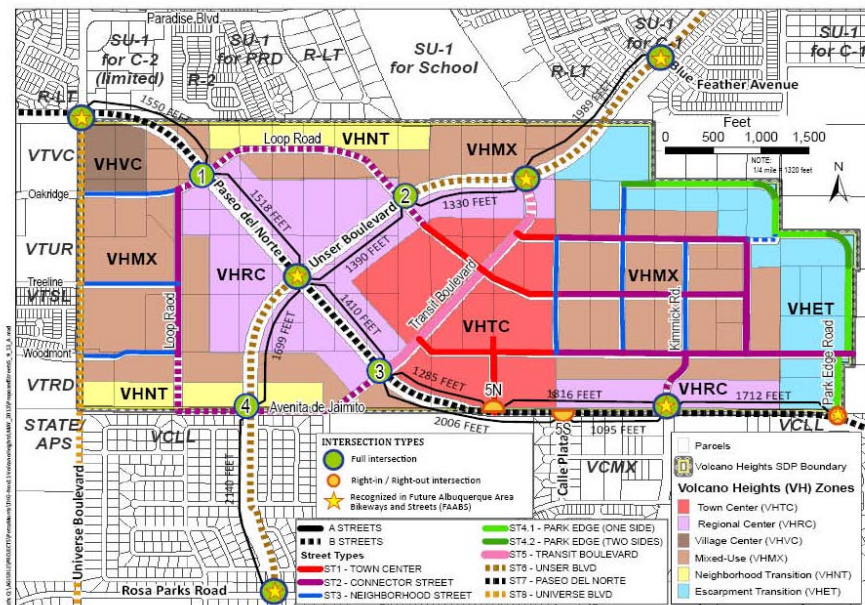 Paradise Blvd.
SU-1
for C-2
(limited)
SU-1
for PRD
R-2
R-LT
SU-1
for School
R-LT
SU-1
for C-1
SU-1
for C-1
Blue
Feather Avenue
R-LT
1550 FEET
1989 FEET
Feet
0 500 1,000 1,500
NOTE:
1/4 mile = 1320 feet
N
VTVC
VHVC
Loop Road
VHNT
VHMX
1
2
Oakridge
1518 FEET
Paseo del Norte
1330 FEET
Unser Boulevard
1390 FEET
VTUR
VHMX
VHRC
VHMX
Treeline
VTSL
Loop Raod
Transit Boulevard
1410 FEET
VHTC
Kimmick Rd.
VHET
Park Edge Road
1699 FEET
Woodmont
VTRD
VHNT
3
1285 FEET
5N
VHRC
1816 FEET
1712 FEET
4
Avenita de Jaimito
2006 FEET
5S
1095 FEET
VCLL
STATE/
APS
VCLL
Calle Plata
VCMX
2140 FEET
Universe Boulevard
Rosa Parks Road
INTERSECTION TYPES
Full intersection
Right-in / Right-out intersection
Recognized in Future Albuquerque Area
Bikeways and Streets (FAABS)
A STREETS
B STREETS
Street Types
ST1 - TOWN CENTER
ST2 - CONNECTOR STREET
ST3 - NEIGHBORHOOD STREET
ST4.1 - PARK EDGE (ONE SIDE)
ST4.2 - PARK EDGE (TWO SIDES)
ST5 - TRANSIT BOULEVARD
ST6 - UNSER BLVD
ST7 - PASEO DEL NORTE
ST8 - UNIVERSE BLVD
Parcels
Volcano Heights SDP Boundary
Volcano Heights (VH) Zones
Town Center (VHTC)
Regional Center (VHRC)
Village Center (VHVC)
Mixed-Use (VHMX)
Neighborhood Transition (VHNT)
Escarpment Transition (VHET)